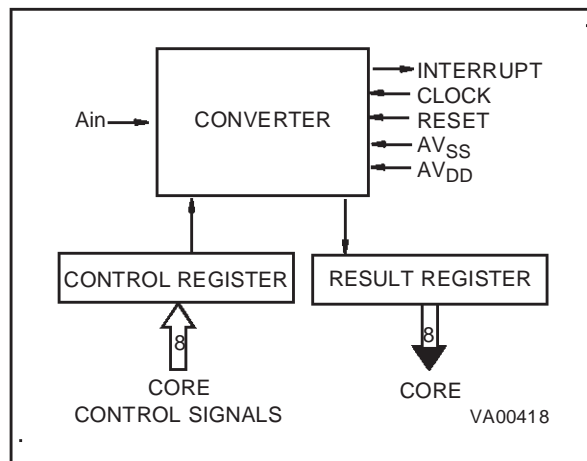 INTERRUPT
CLOCK
Ain
CONVERTER
RESET
AVSS
AVDD
CONTROL REGISTER
RESULT REGISTER
8
8
CORE
CONTROL SIGNALS
CORE
VA00418